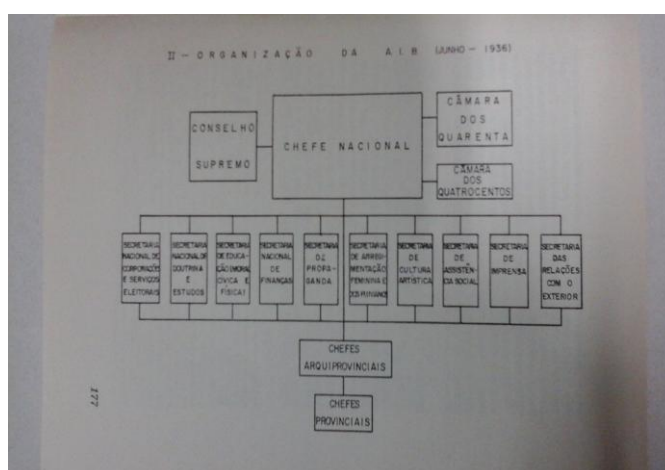 II - ORGANIZAÇÃO DA AIB (JUNHO - 1936)
CONSELHO
SUPREMO
CHEFE NACIONAL
CÂMARA
DOS
QUARENTA
CÂMARA
DOS
QUATROCENTOS
SECRETARIA
NACIONAL DE
CORPORAÇÕES
E SERVIÇOS
ELEITORAIS
SECRETARIA
NACIONAL DE
DOUTRINA
E
ESTUDOS
SECRETARIA
DE EDUCA-
ÇÃO (MORAL
CÍVICA E
FÍSICA)
SECRETARIA
NACIONAL
DE
FINANÇAS
SECRETARIA
DE
PROPA-
GANDA
SECRETARIA
DE ARREGI-
MENTAÇÃO
FEMININA E
DOS PLINIANOS
SECRETARIA
DE
CULTURA
ARTÍSTICA
SECRETARIA
DE
ASSISTÊN-
CIA SOCIAL
SECRETARIA
DE
IMPRENSA
SECRETARIA
DAS
RELAÇÕES
COM O
EXTERIOR
CHEFES
ARQUIPROVINCIAIS
CHEFES
PROVINCIAIS
177